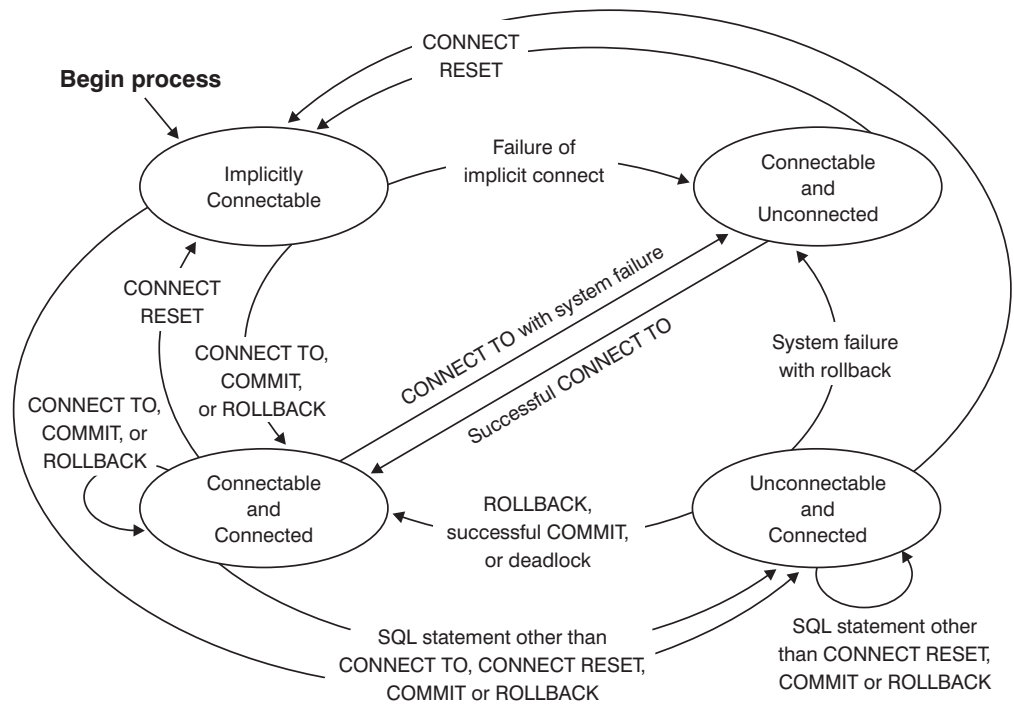 CONNECT
RESET
Begin process
Implicitly
Connectable
Failure of
implicit connect
Connectable
and
Unconnected
CONNECT
RESET
CONNECT TO,
COMMIT,
or ROLLBACK
CONNECT TO with system failure
Successful CONNECT TO
System failure
with rollback
CONNECT TO,
COMMIT, or
ROLLBACK
Connectable
and
Connected
ROLLBACK,
successful COMMIT,
or deadlock
Unconnectable
and
Connected
SQL statement other than
CONNECT TO, CONNECT RESET,
COMMIT or ROLLBACK
SQL statement other
than CONNECT RESET,
COMMIT or ROLLBACK